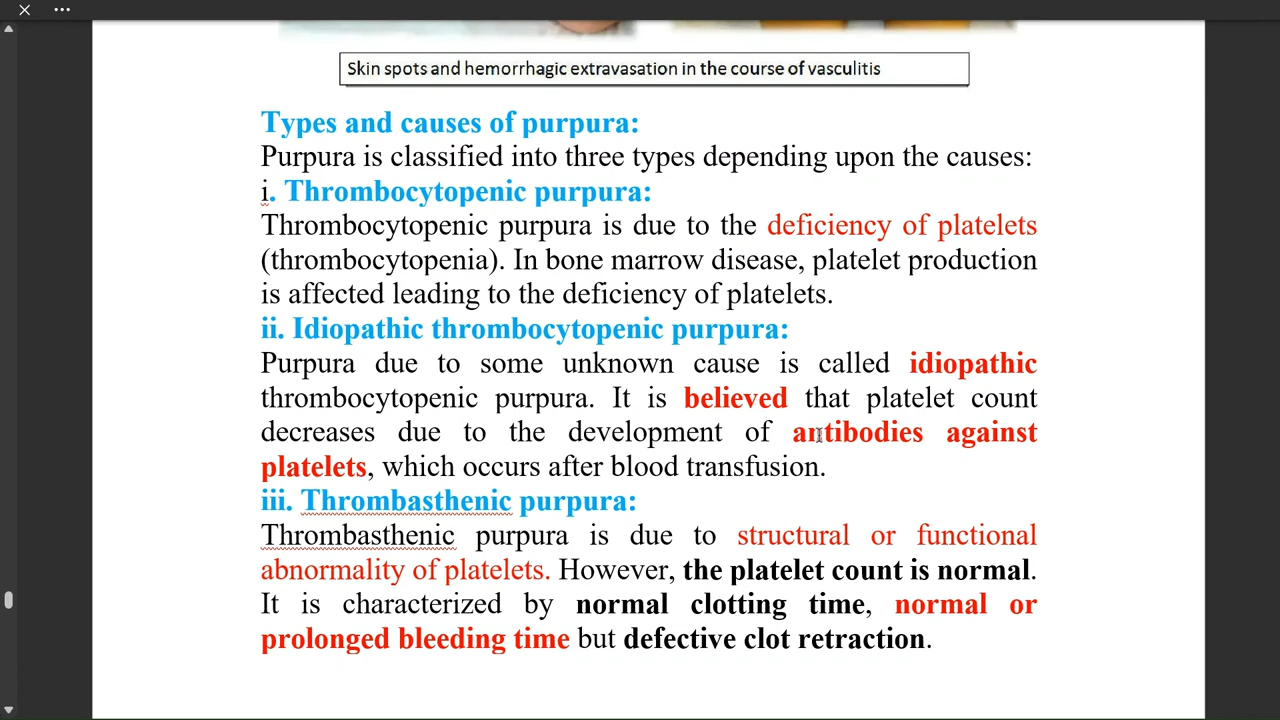 Skin spots and hemorrhagic extravasation in the course of vasculitis
Types and causes of purpura:
Purpura is classified into three types depending upon the causes:
i. Thrombocytopenic purpura:
Thrombocytopenic purpura is due to the deficiency of platelets
(thrombocytopenia). In bone marrow disease, platelet production
is affected leading to the deficiency of platelets.
ii. Idiopathic thrombocytopenic purpura:
Purpura due to some unknown cause is called idiopathic
thrombocytopenic purpura. It is believed that platelet count
decreases due to the development of antibodies against
platelets, which occurs after blood transfusion.
iii. Thrombasthenic purpura:
Thrombasthenic purpura is due to structural or functional
abnormality of platelets. However, the platelet count is normal.
It is characterized by normal clotting time, normal or
prolonged bleeding time but defective clot retraction.